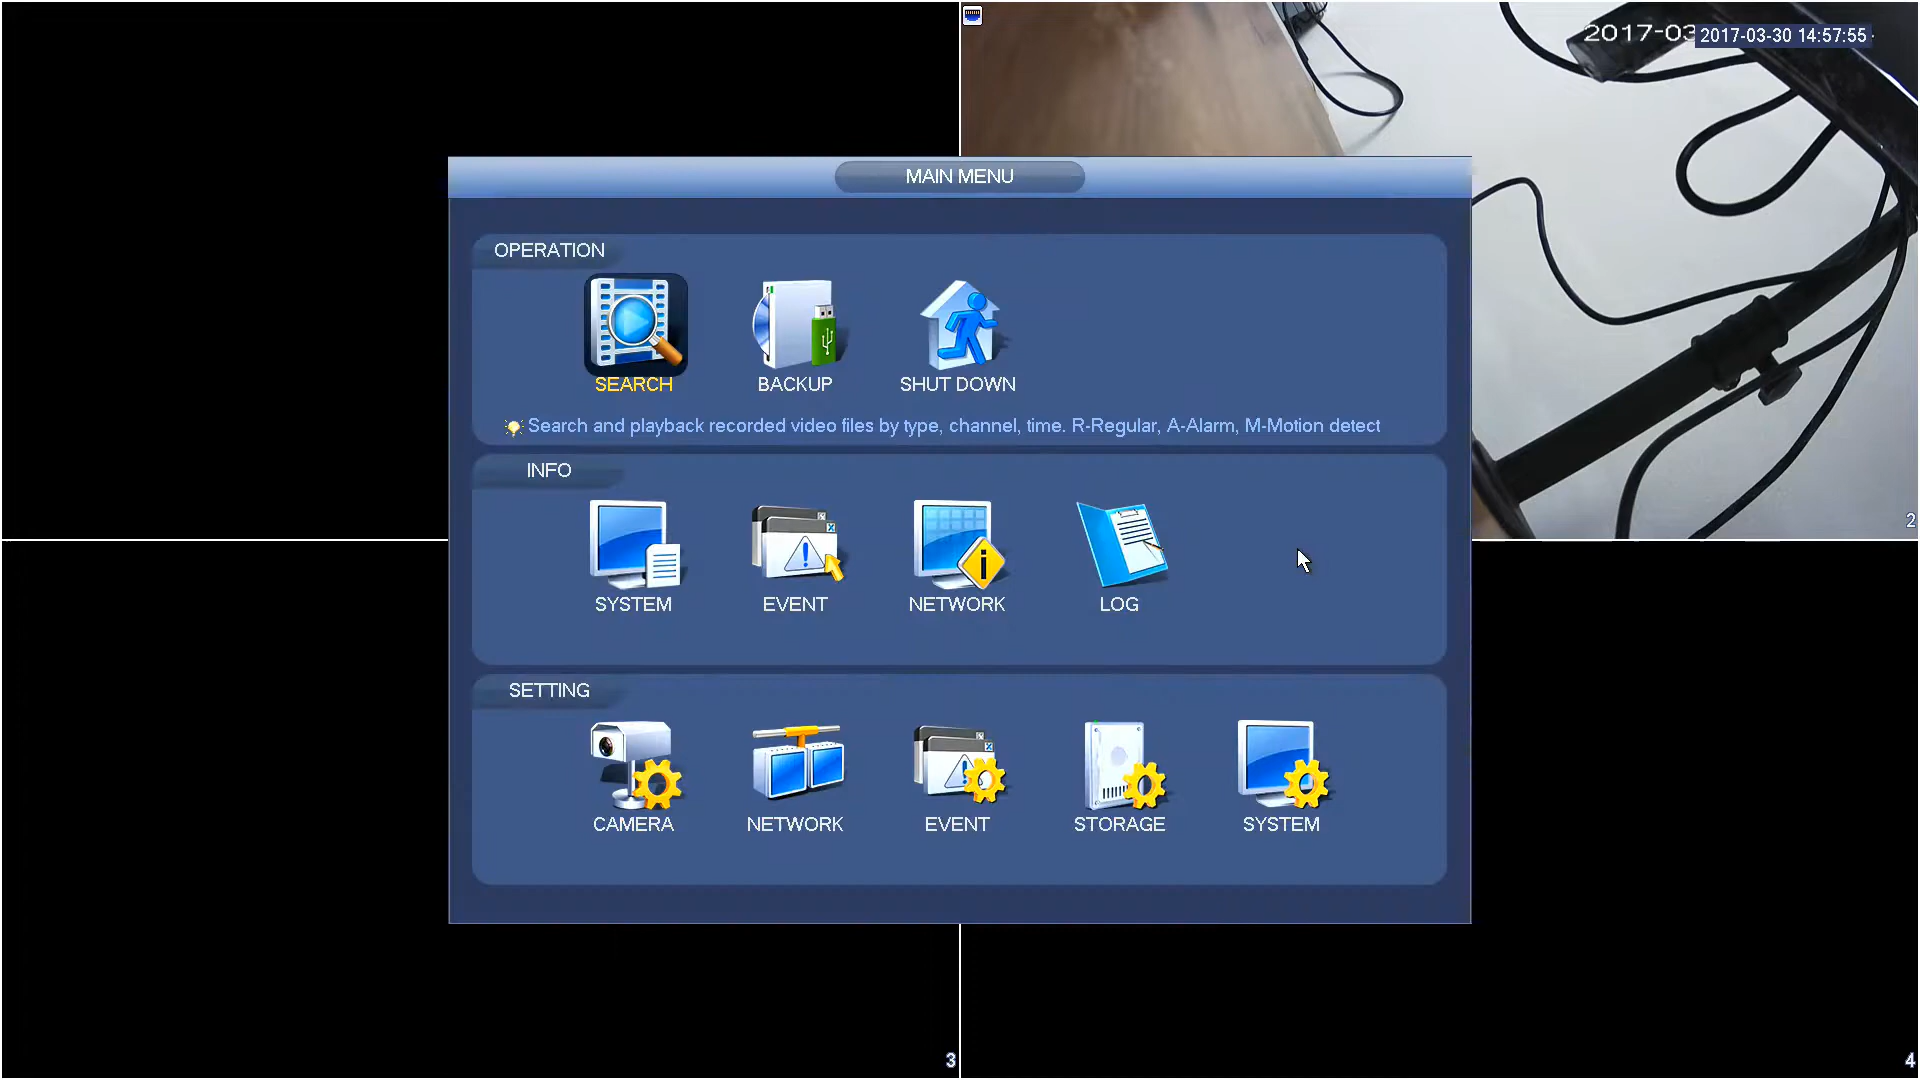 2017-03
2017-03-30 14:57:55
MAIN MENU
OPERATION
SEARCH
BACKUP
SHUT DOWN
Search and playback recorded video files by type, channel, time. R-Regular, A-Alarm, M-Motion detect
INFO
SYSTEM
EVENT
NETWORK
LOG
2
SETTING
CAMERA
NETWORK
EVENT
STORAGE
SYSTEM
3
4